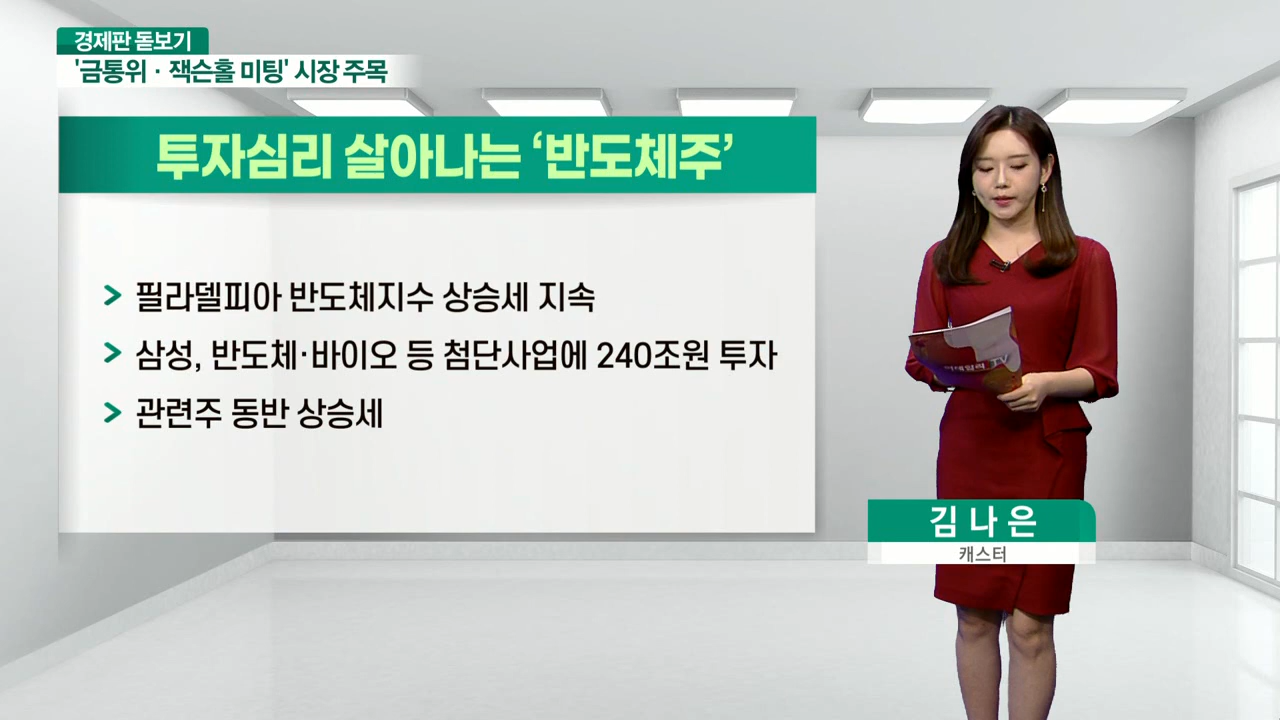 경제판 돋보기
'금통위 · 잭슨홀 미팅' 시장 주목
투자심리 살아나는 ‘반도체주’
> 필라델피아 반도체지수 상승세 지속
> 삼성, 반도체·바이오 등 첨단사업에 240조원 투자
> 관련주 동반 상승세
TV
김나은
캐스터